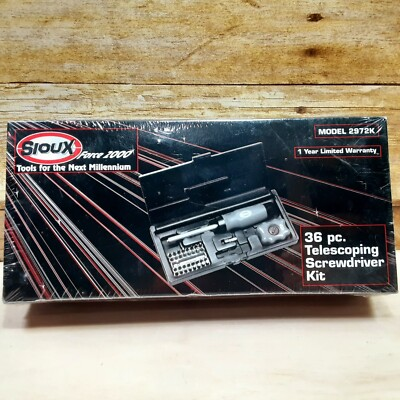 SIOUX Force 2000
Tools for the Next Millennium
MODEL 2972K
1 Year Limited Warranty
36 pc.
Telescoping
Screwdriver
Kit